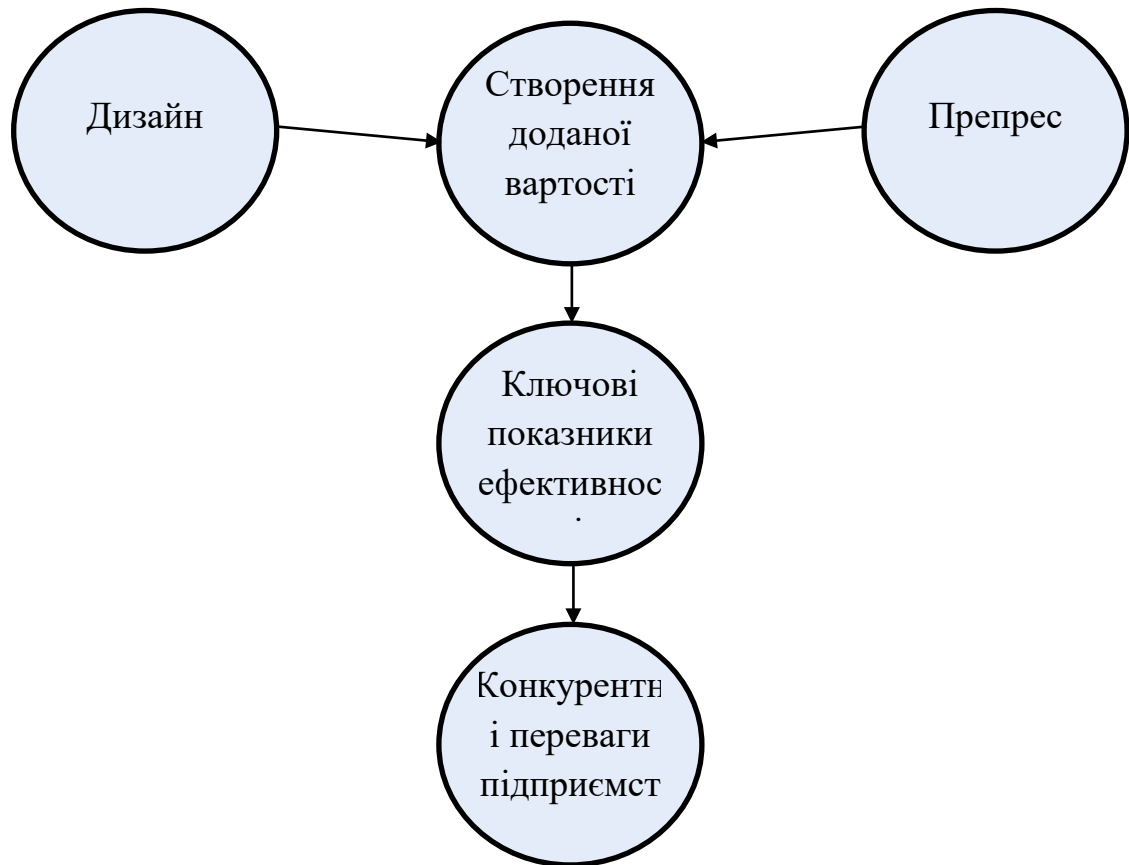 Дизайн
Створення
доданої
вартості
Препрес
Ключові
показники
ефективнос
Конкурентн
і переваги
підприємст